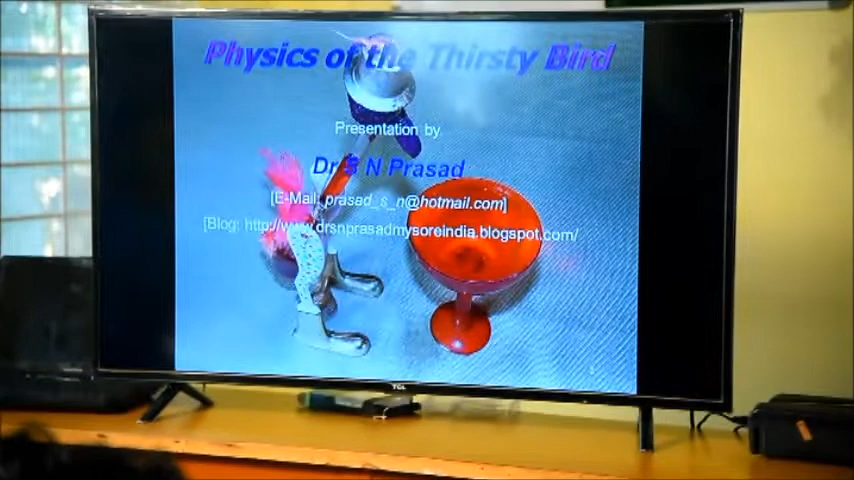 Physics of the Thirsty Bird
Presentation by
Dr S N Prasad
[E-Mail: prasad_s_n@hotmail.com]
[Blog: http://www.drsnprasadmysoreindia.blogspot.com/
TCL